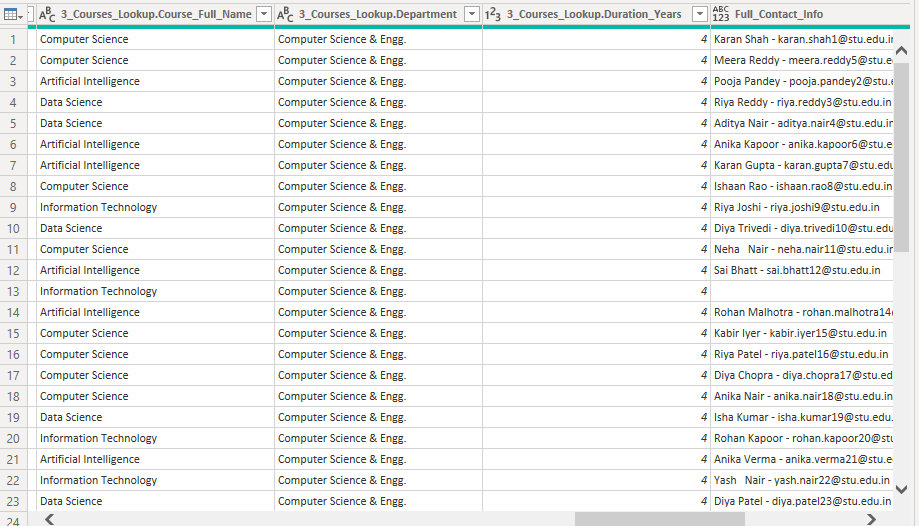 ABC 3_Courses_Lookup.Course_Full_Name ABC 3_Courses_Lookup.Department 123 3_Courses_Lookup.Duration_Years ABC 123 Full_Contact_Info
1 Computer Science Computer Science & Engg. 4 Karan Shah - karan.shah1@stu.edu.in
2 Computer Science Computer Science & Engg. 4 Meera Reddy - meera.reddy5@stu.e
3 Artificial Intelligence Computer Science & Engg. 4 Pooja Pandey - pooja.pandey2@stu.e
4 Data Science Computer Science & Engg. 4 Riya Reddy - riya.reddy3@stu.edu.in
5 Data Science Computer Science & Engg. 4 Aditya Nair - aditya.nair4@stu.edu.in
6 Artificial Intelligence Computer Science & Engg. 4 Anika Kapoor - anika.kapoor6@stu.e
7 Artificial Intelligence Computer Science & Engg. 4 Karan Gupta - karan.gupta7@stu.edu
8 Computer Science Computer Science & Engg. 4 Ishaan Rao - ishaan.rao8@stu.edu.in
9 Information Technology Computer Science & Engg. 4 Riya Joshi - riya.joshi9@stu.edu.in
10 Data Science Computer Science & Engg. 4 Diya Trivedi - diya.trivedi10@stu.edu
11 Computer Science Computer Science & Engg. 4 Neha   Nair - neha.nair11@stu.edu.in
12 Artificial Intelligence Computer Science & Engg. 4 Sai Bhatt - sai.bhatt12@stu.edu.in
13 Information Technology Computer Science & Engg. 4
14 Artificial Intelligence Computer Science & Engg. 4 Rohan Malhotra - rohan.malhotra14
15 Computer Science Computer Science & Engg. 4 Kabir Iyer - kabir.iyer15@stu.edu.in
16 Computer Science Computer Science & Engg. 4 Riya Patel - riya.patel16@stu.edu.in
17 Computer Science Computer Science & Engg. 4 Diya Chopra - diya.chopra17@stu.ed
18 Computer Science Computer Science & Engg. 4 Anika Nair - anika.nair18@stu.edu.in
19 Data Science Computer Science & Engg. 4 Isha Kumar - isha.kumar19@stu.edu.
20 Information Technology Computer Science & Engg. 4 Rohan Kapoor - rohan.kapoor20@stu
21 Artificial Intelligence Computer Science & Engg. 4 Anika Verma - anika.verma21@stu.e
22 Information Technology Computer Science & Engg. 4 Yash   Nair - yash.nair22@stu.edu.in
23 Data Science Computer Science & Engg. 4 Diya Patel - diya.patel23@stu.edu.in
24